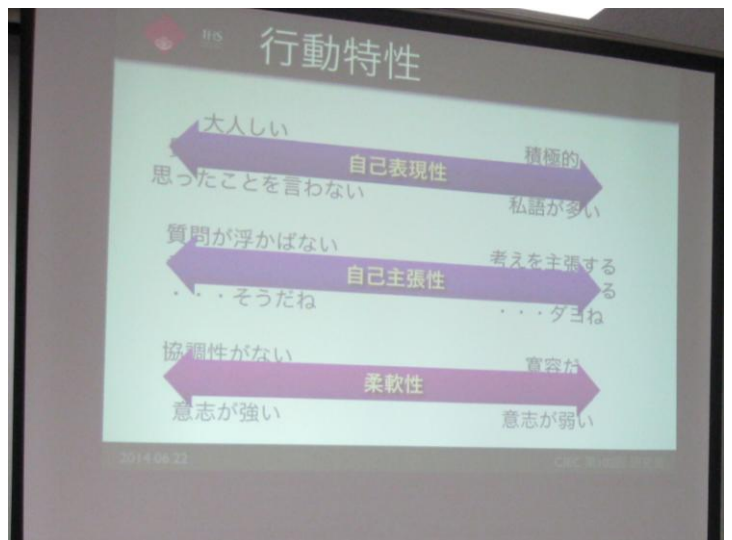 IHS
行動特性
大人しい
積極的
自己表現性
思ったことを言わない
私語が多い
質問が浮かばない
考えを主張する
自己主張性
る
・・・そうだね
・・・ダヨね
協調性がない
寛容だ
柔軟性
意志が強い
意志が弱い
2014.06.22